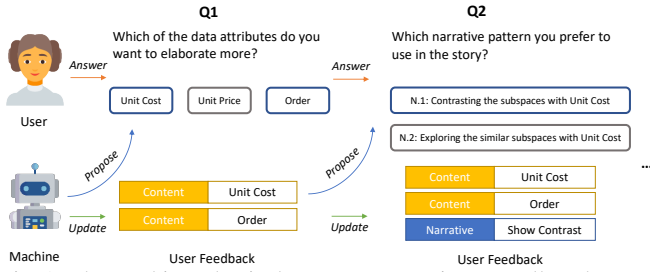 Q1
Which of the data attributes do you
want to elaborate more?
Answer
Unit Cost
Unit Price
Order
User
Propose
Content
Unit Cost
Content
Order
Update
Machine
User Feedback
Q2
Which narrative pattern you prefer to
use in the story?
Answer
N.1: Contrasting the subspaces with Unit Cost
N.2: Exploring the similar subspaces with Unit Cost
Propose
...
Content
Unit Cost
Content
Order
Narrative
Show Contrast
Update
User Feedback